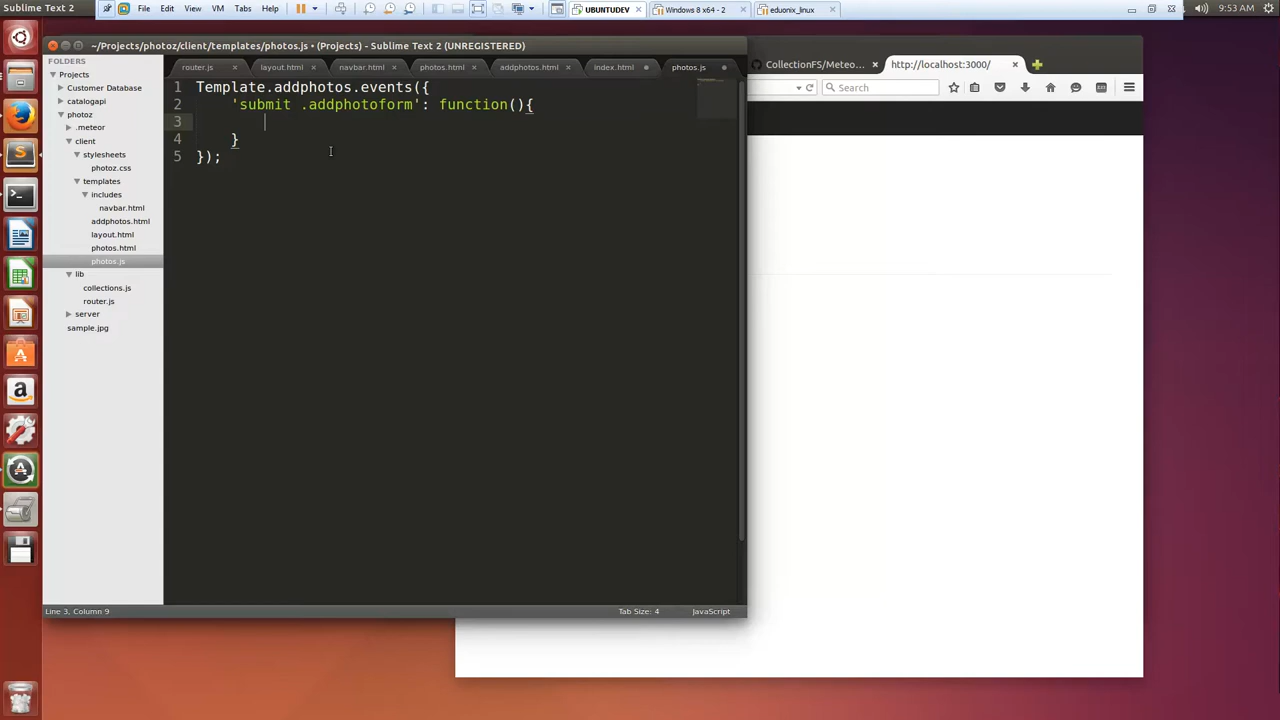 Sublime Text 2
File Edit View VM Tabs Help
UBUNTUDEV
Windows 8 x64 - 2
eduonix_linux
9:53 AM
~/Projects/photoz/client/templates/photos.js • (Projects) - Sublime Text 2 (UNREGISTERED)
FOLDERS
Projects
Customer Database
catalogapi
photoz
.meteor
client
stylesheets
photoz.css
templates
includes
navbar.html
addphotos.html
layout.html
photos.html
photos.js
lib
collections.js
router.js
server
sample.jpg
router.js
layout.html
navbar.html
photos.html
addphotos.html
index.html
photos.js
1 Template.addphotos.events({
2 'submit .addphotoform': function(){
3
4 }
5 });
Line 3, Column 9
Tab Size: 4
JavaScript
CollectionFS/Meteo...
http://localhost:3000/
Search